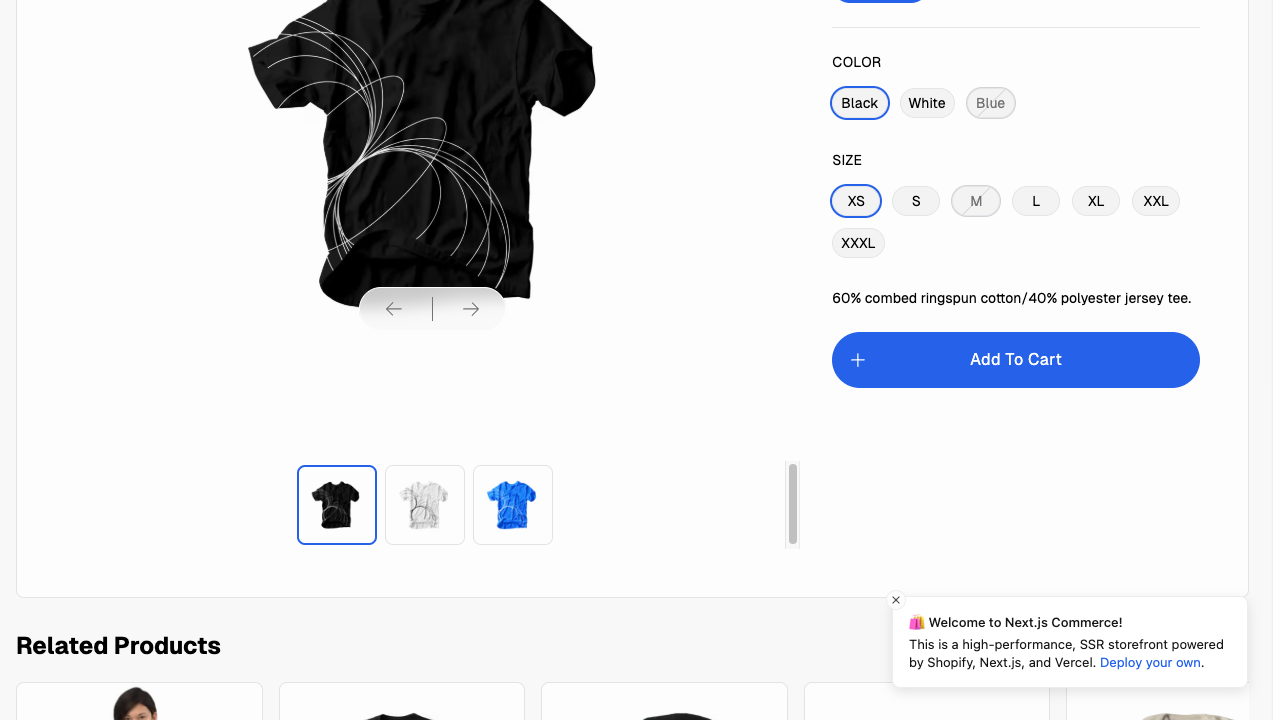 COLOR
Black
White
Blue
SIZE
XS
S
M
L
XL
XXL
XXXL
60% combed ringspun cotton/40% polyester jersey tee.
Add To Cart
Related Products
🛍️ Welcome to Next.js Commerce!
This is a high-performance, SSR storefront powered
by Shopify, Next.js, and Vercel. Deploy your own.